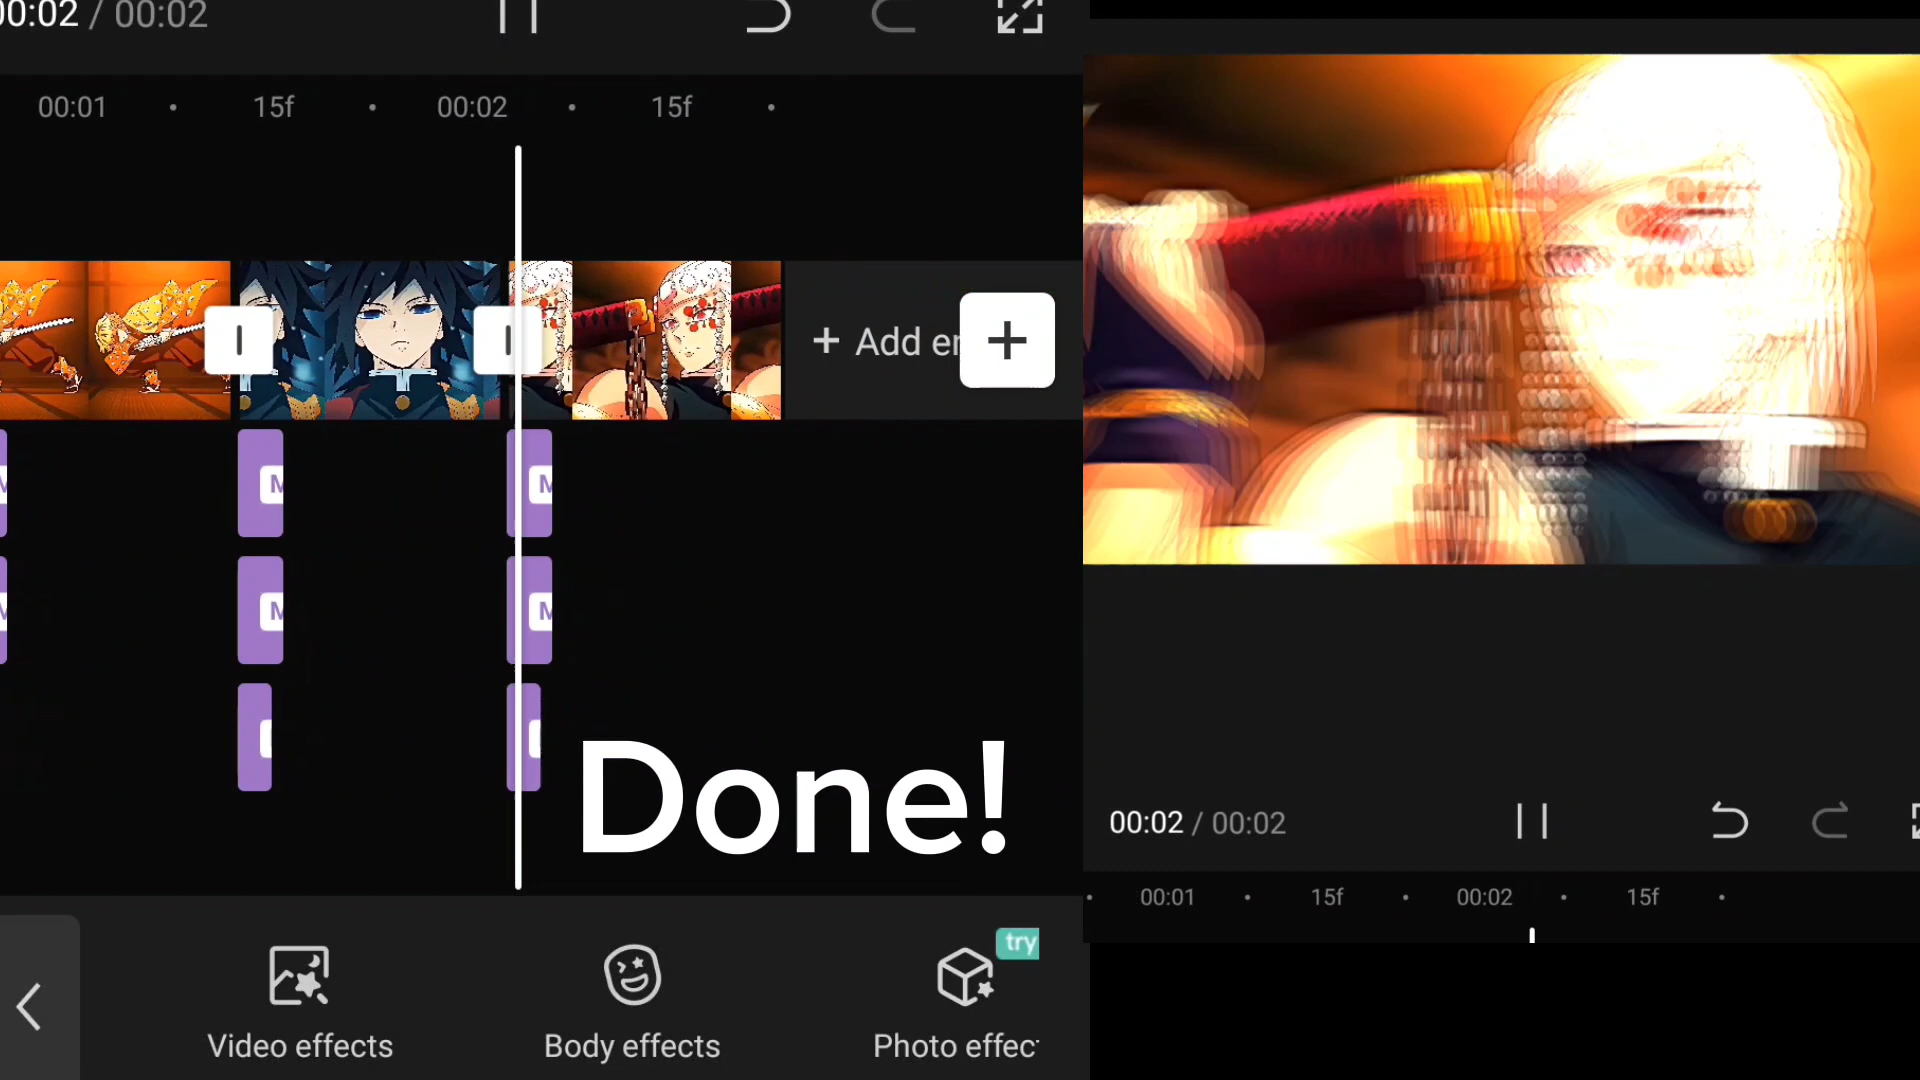 00:02 / 00:02
00:01 15f 00:02 15f
+ Add en
M M
M M
Done!
try
Video effects Body effects Photo effec
00:02 / 00:02
00:01 15f 00:02 15f